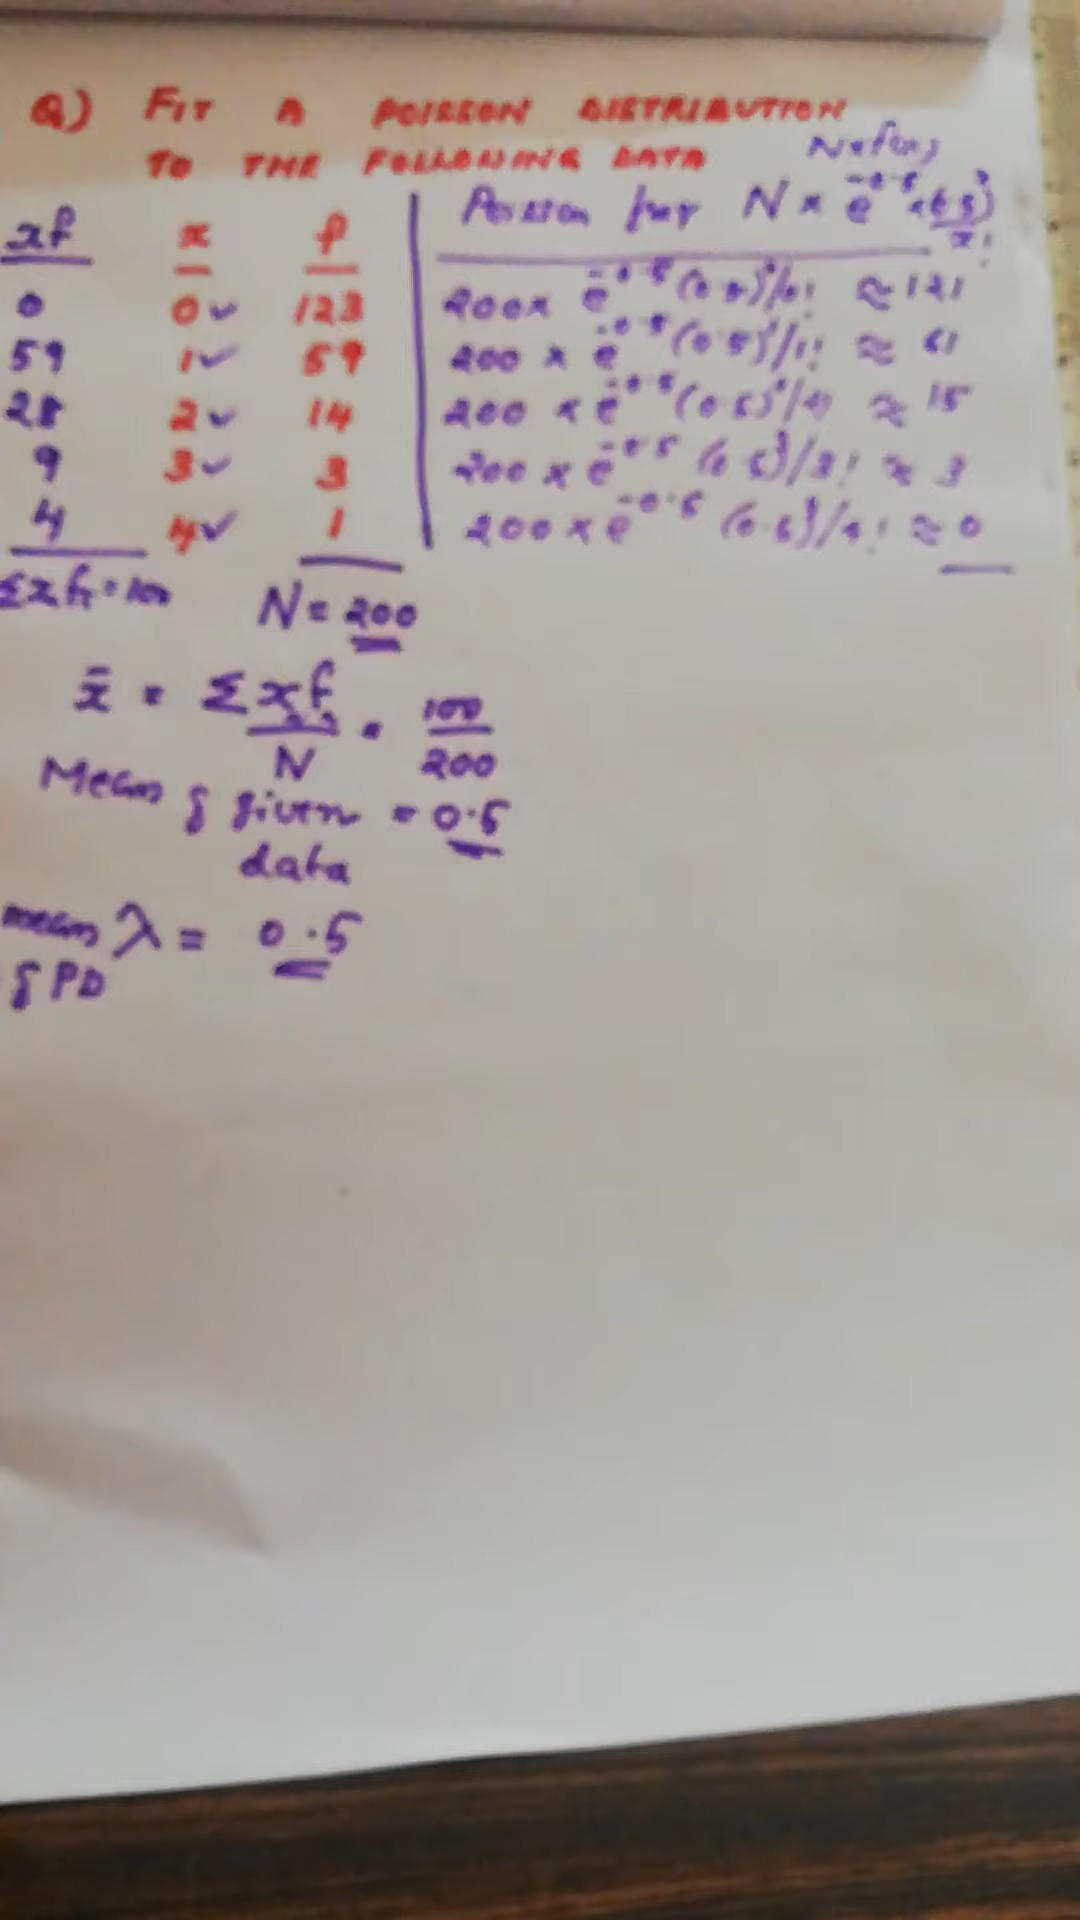 Q) FIT A POISSON DISTRIBUTION
TO THE FOLLOWING DATA N×f(x)
xf x f Poisson fnr N × e^-0.5 × (0.5)^x / x!
0 0✓ 123 200 × e^-0.5 (0.5)^0/0! ≈ 121
59 1✓ 59 200 × e^-0.5 (0.5)^1/1! ≈ 61
28 2✓ 14 200 × e^-0.5 (0.5)^2/2! ≈ 15
9 3✓ 3 200 × e^-0.5 (0.5)^3/3! ≈ 3
4 4✓ 1 200 × e^-0.5 (0.5)^4/4! ≈ 0
Σxf = 100 N = 200
x̄ = Σxf / N = 100 / 200
Mean of given data = 0.5
mean of PD λ = 0.5